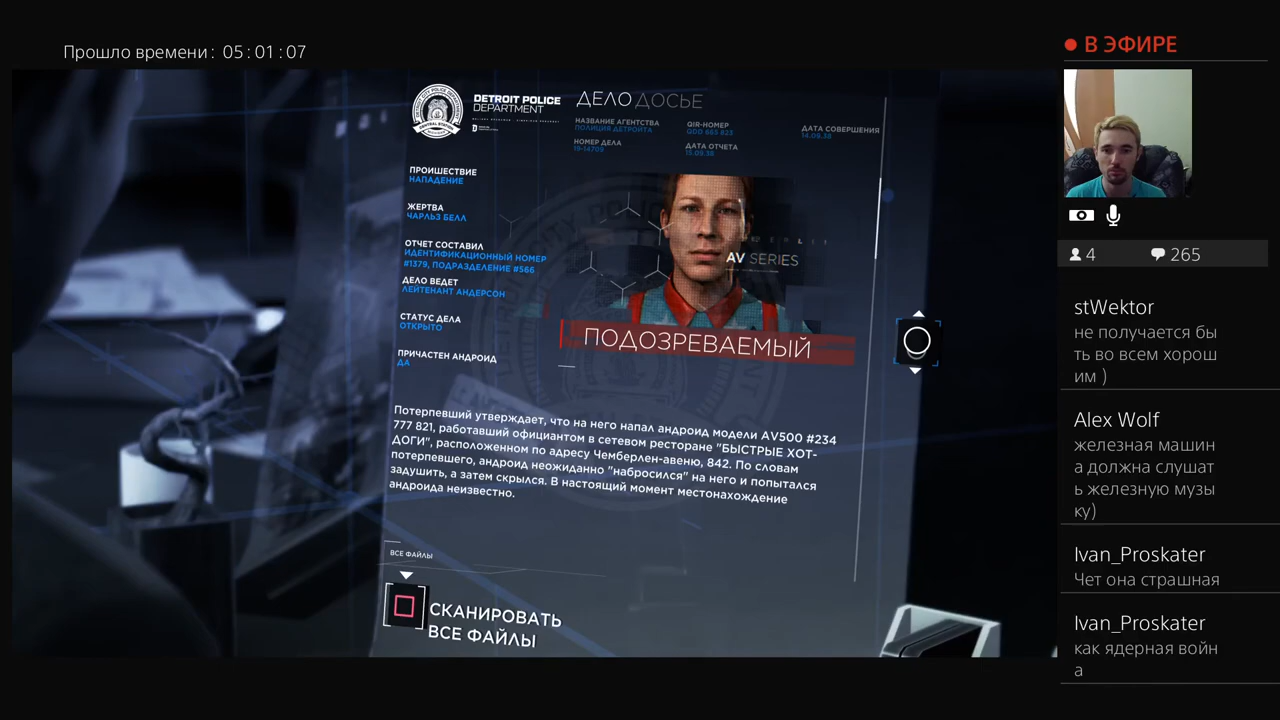 Прошло времени: 05:01:07
В ЭФИРЕ
DETROIT POLICE
DEPARTMENT
ДЕЛО ДОСЬЕ
НАЗВАНИЕ АГЕНТСТВА
ПОЛИЦИЯ ДЕТРОЙТА
QIR-НОМЕР
ДАТА СОВЕРШЕНИЯ
14.09.38
НОМЕР ДЕЛА
ДАТА ОТЧЕТА
ПРОИШЕСТВИЕ
НАПАДЕНИЕ
ЖЕРТВА
ЧАРЛЬЗ БЕЛЛ
ОТЧЕТ СОСТАВИЛ
ИДЕНТИФИКАЦИОННЫЙ НОМЕР
#1379, ПОДРАЗДЕЛЕНИЕ #566
ДЕЛО ВЕДЕТ
ЛЕЙТЕНАНТ АНДЕРСОН
СТАТУС ДЕЛА
ОТКРЫТО
ПРИЧАСТЕН АНДРОИД
ДА
AV SERIES
ПОДОЗРЕВАЕМЫЙ
Потерпевший утверждает, что на него напал андроид модели AV500 #234
777 821, работавший официантом в сетевом ресторане "БЫСТРЫЕ ХОТ-
ДОГИ", расположенном по адресу Чемберлен-авеню, 842. По словам
потерпевшего, андроид неожиданно "набросился" на него и попытался
задушить, а затем скрылся. В настоящий момент местонахождение
андроида неизвестно.
ВСЕ ФАЙЛЫ
СКАНИРОВАТЬ
ВСЕ ФАЙЛЫ
4
265
stWektor
не получается бы
ть во всем хорош
им )
Alex Wolf
железная машин
а должна слушат
ь железную музы
ку)
Ivan_Proskater
Чет она страшная
Ivan_Proskater
как ядерная войн
а